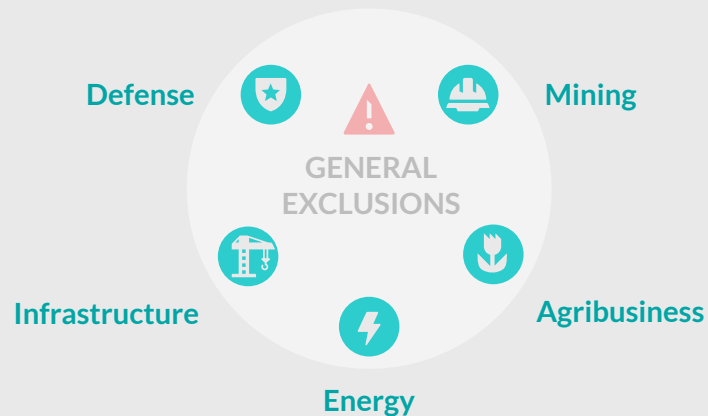 Defense
Mining
GENERAL
EXCLUSIONS
Infrastructure
Agribusiness
Energy